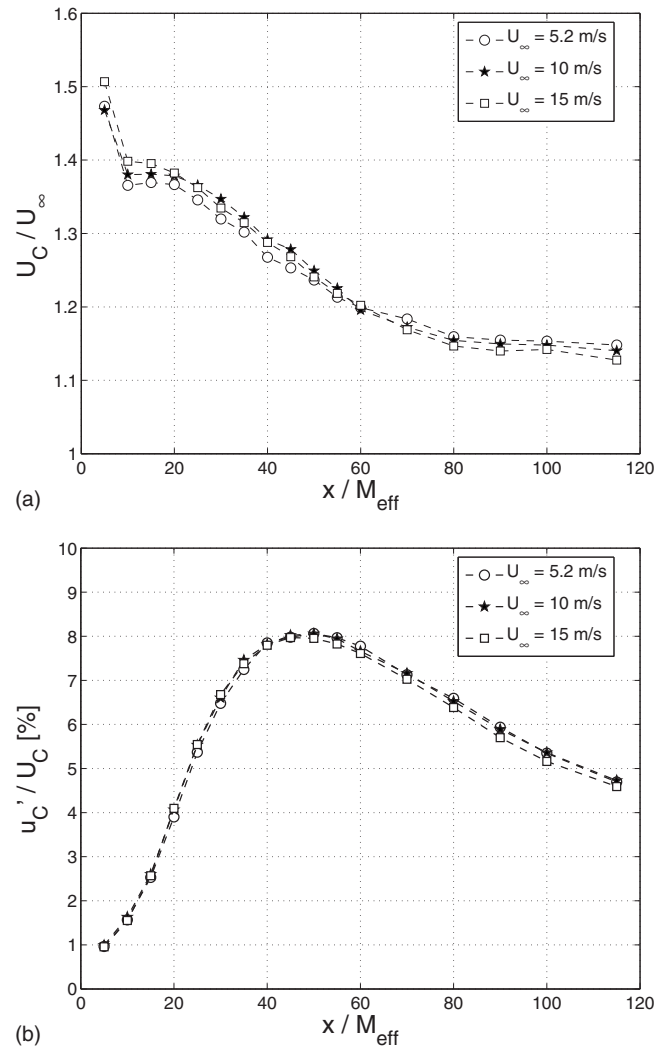 1.6
1.5
1.4
1.3
1.2
1.1
1
U_C / U_∞
0 20 40 60 80 100 120
x / M_eff
U_∞ = 5.2 m/s
U_∞ = 10 m/s
U_∞ = 15 m/s
(a)
10
9
8
7
6
5
4
3
2
1
0
u_C' / U_C [%]
0 20 40 60 80 100 120
x / M_eff
U_∞ = 5.2 m/s
U_∞ = 10 m/s
U_∞ = 15 m/s
(b)